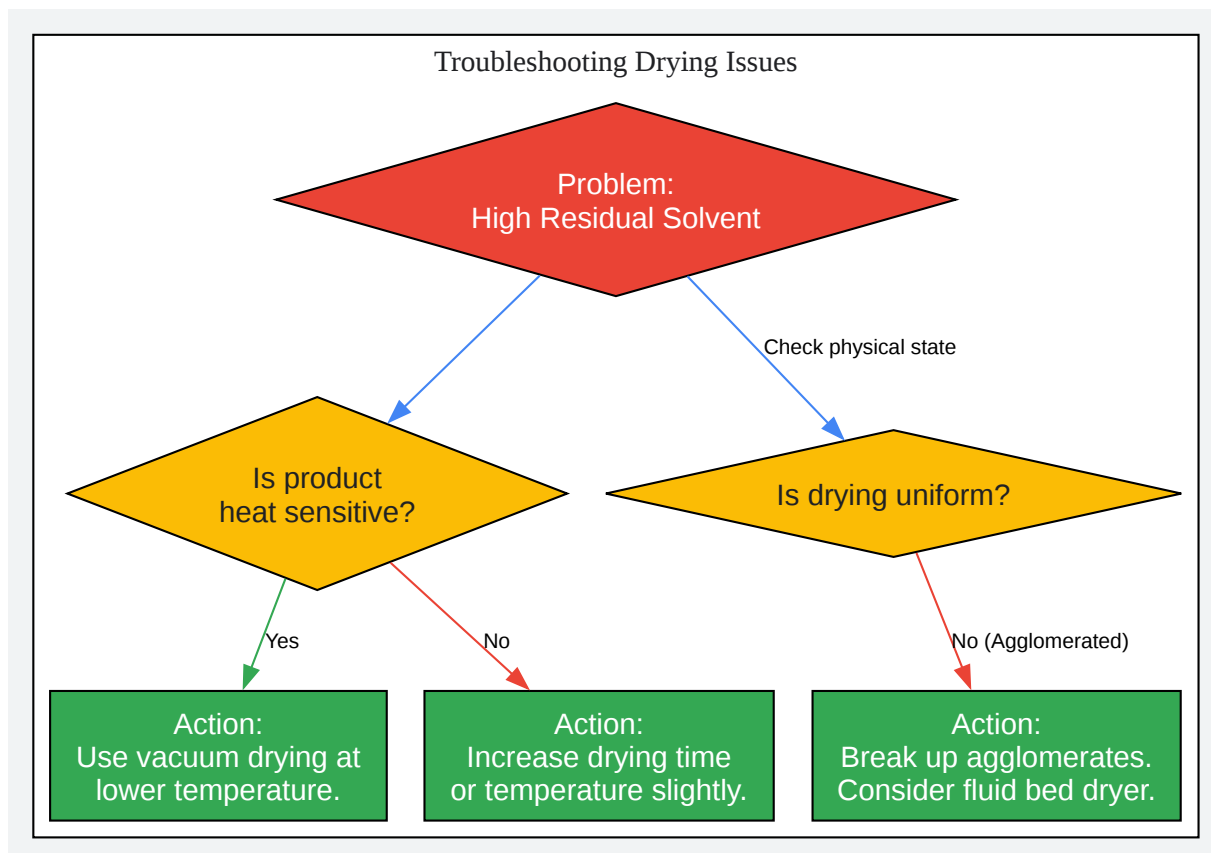 Troubleshooting Drying Issues
Problem:
High Residual Solvent
Check physical state
Is product
heat sensitive?
Is drying uniform?
Yes
No
No (Agglomerated)
Action:
Use vacuum drying at
lower temperature.
Action:
Increase drying time
or temperature slightly.
Action:
Break up agglomerates.
Consider fluid bed dryer.